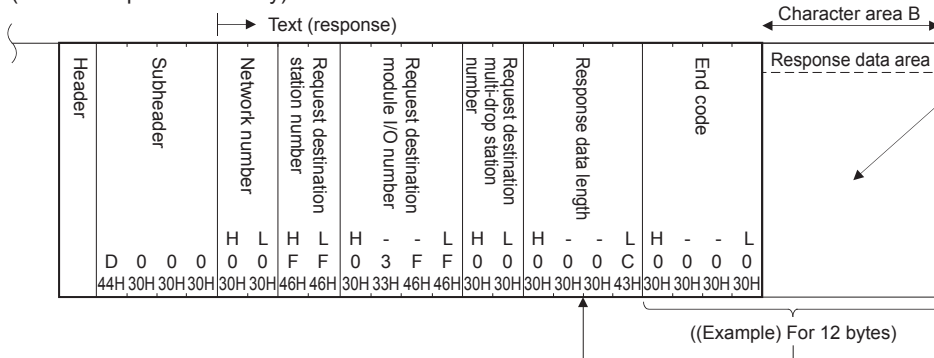 Text (response)
Character area B
Header
Subheader
Network number
Request destination
station number
Request destination
module I/O number
Request destination
multi-drop station
number
Response data length
End code
Response data area
H L H L H - - L H L H - - L H - - L
D 0 0 0 0 0 F F 0 3 F F 0 0 0 0 0 C 0 0 0 0
44H 30H 30H 30H 30H 30H 46H 46H 30H 33H 46H 46H 30H 30H 30H 30H 30H 43H 30H 30H 30H 30H
((Example) For 12 bytes)